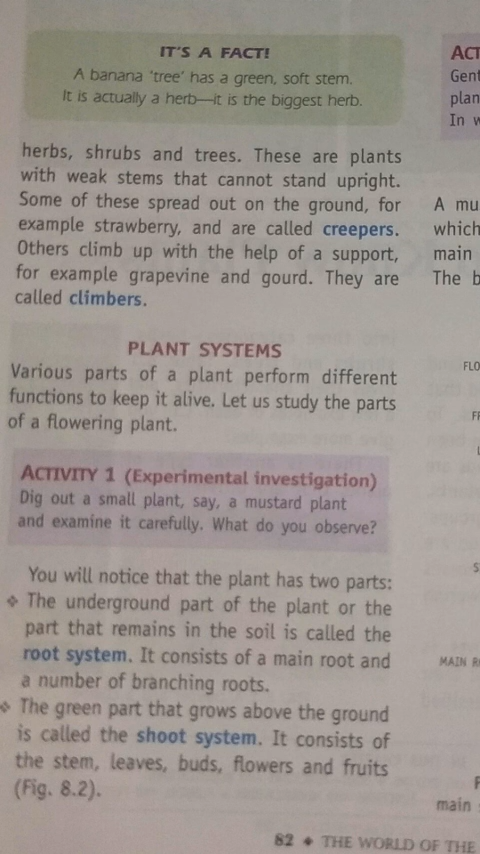 IT'S A FACT!
A banana 'tree' has a green, soft stem.
It is actually a herb—it is the biggest herb.
herbs, shrubs and trees. These are plants
with weak stems that cannot stand upright.
Some of these spread out on the ground, for
example strawberry, and are called creepers.
Others climb up with the help of a support,
for example grapevine and gourd. They are
called climbers.
PLANT SYSTEMS
Various parts of a plant perform different
functions to keep it alive. Let us study the parts
of a flowering plant.
ACTIVITY 1 (Experimental investigation)
Dig out a small plant, say, a mustard plant
and examine it carefully. What do you observe?
You will notice that the plant has two parts:
❖ The underground part of the plant or the
part that remains in the soil is called the
root system. It consists of a main root and
a number of branching roots.
❖ The green part that grows above the ground
is called the shoot system. It consists of
the stem, leaves, buds, flowers and fruits
(Fig. 8.2).
82 ◆ THE WORLD OF THE
ACT
Gent
plan
In w
A mu
which
main
The b
FLO
MAIN R
main